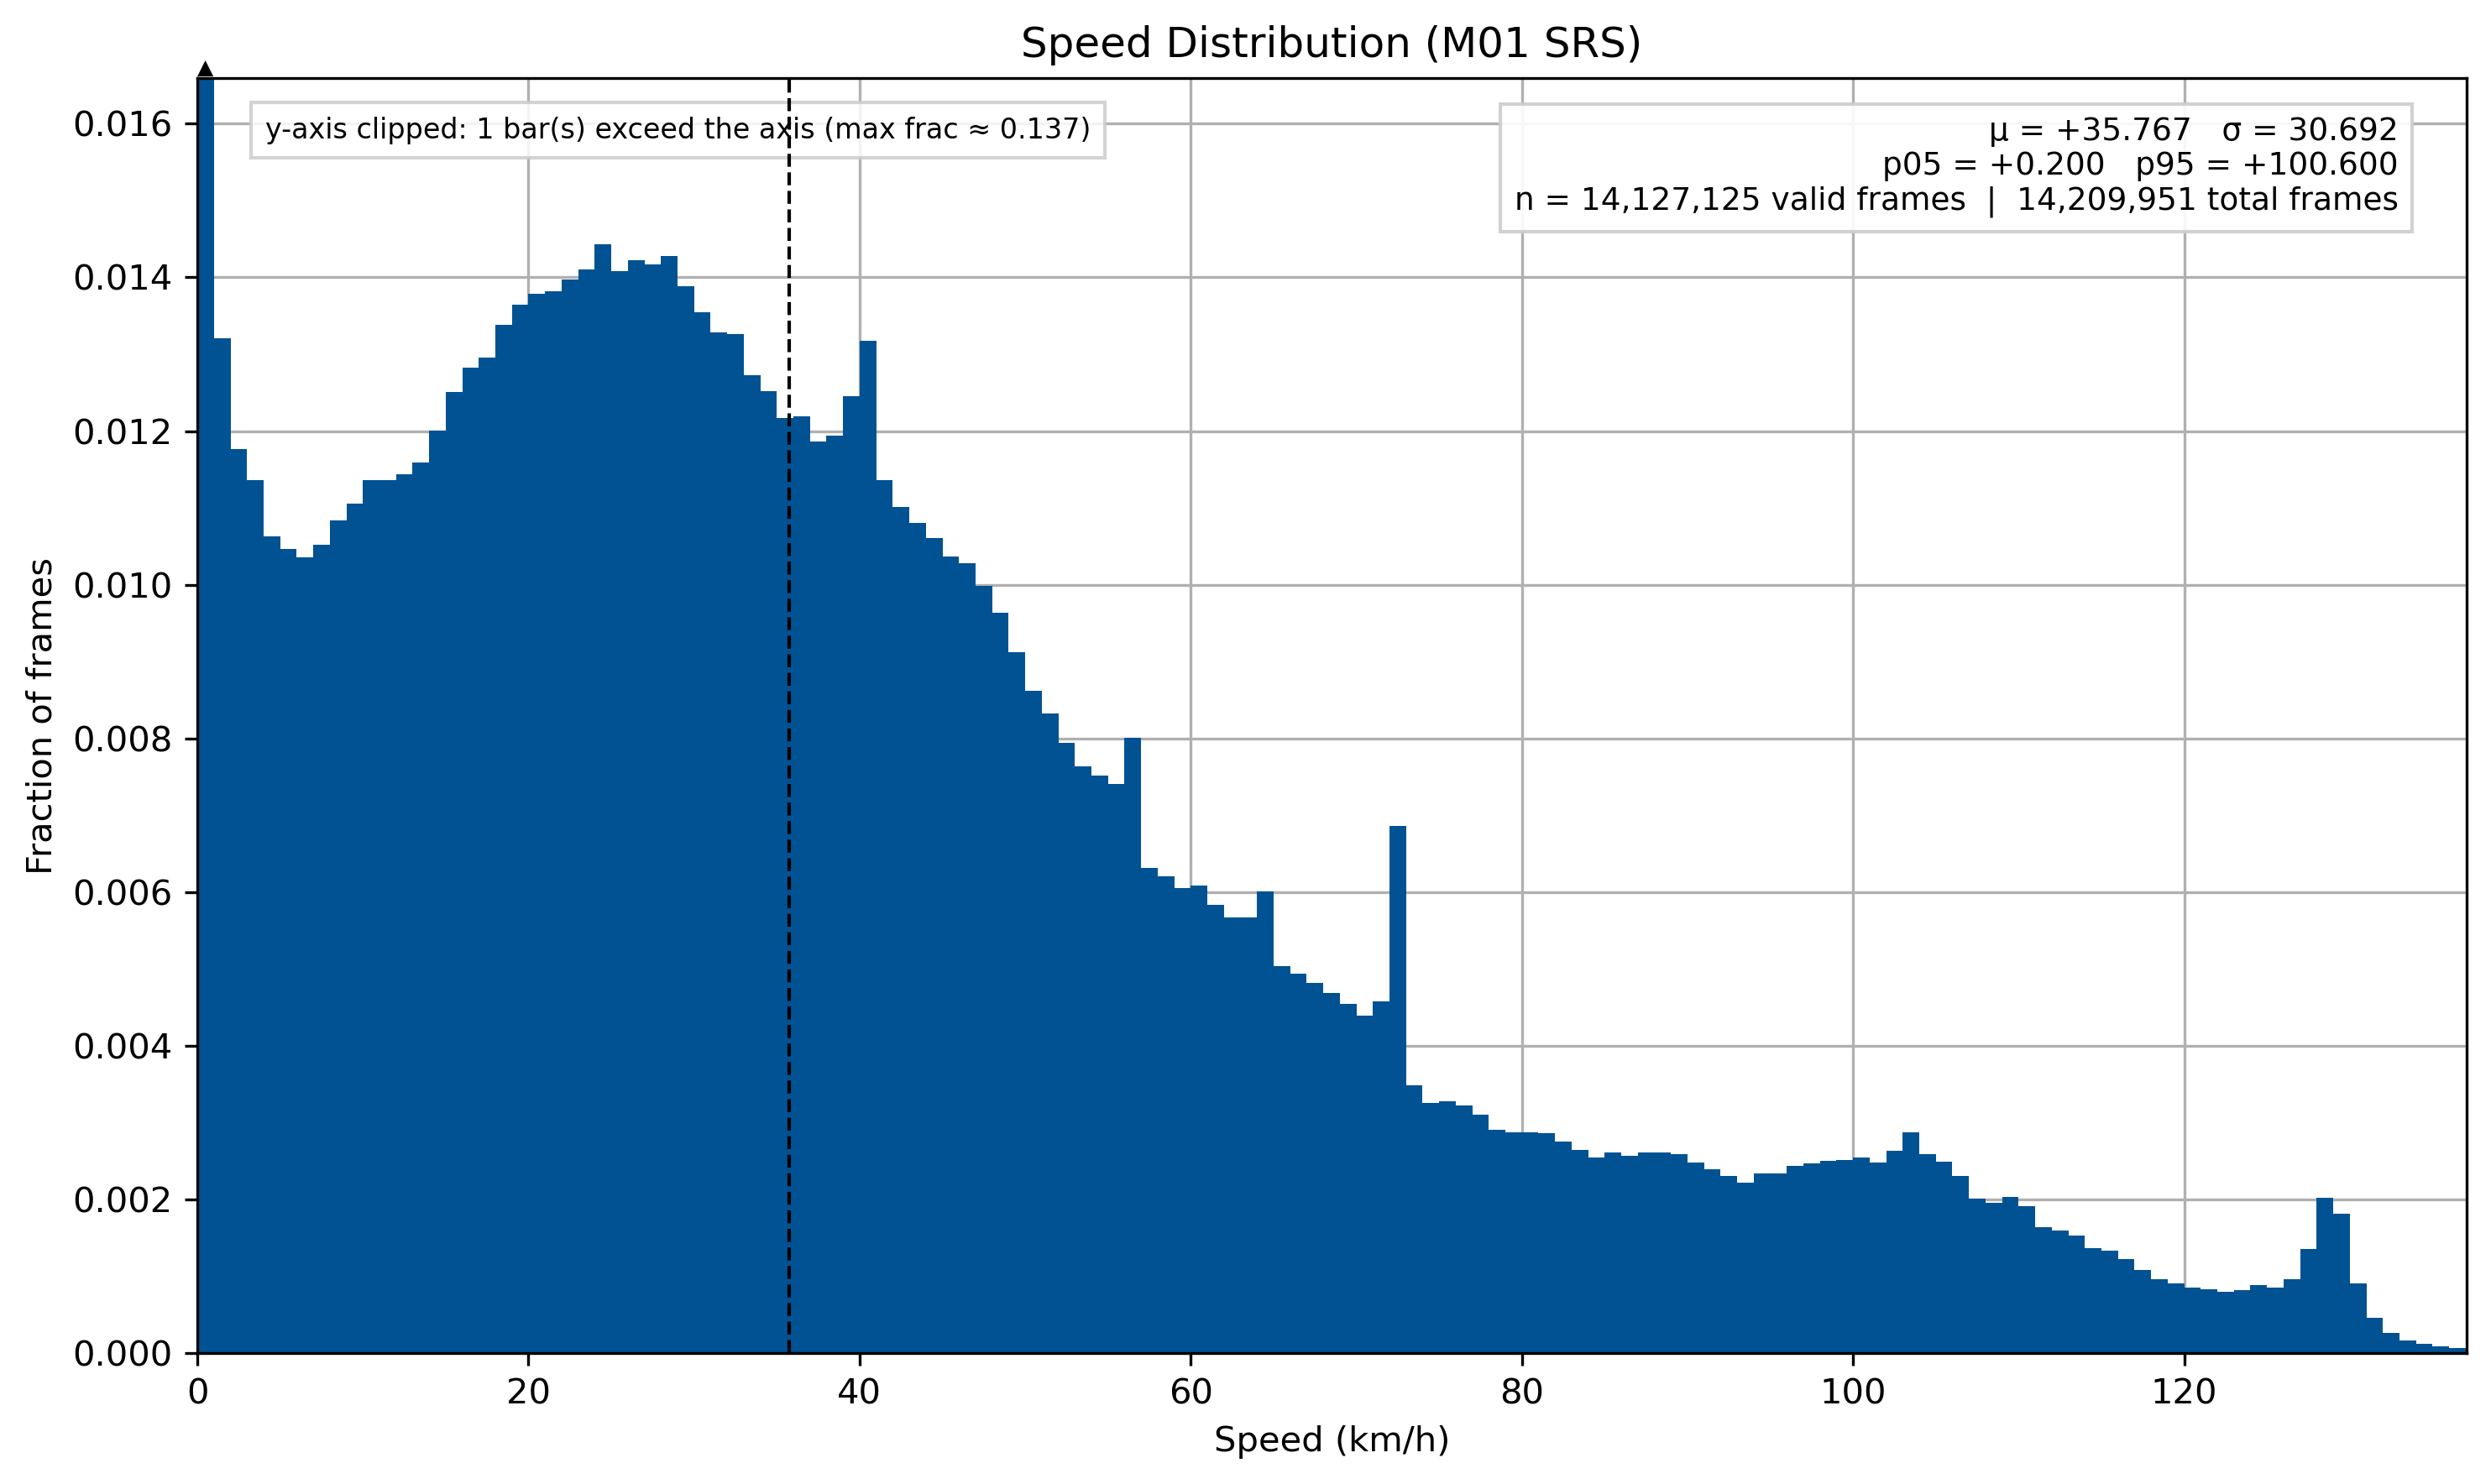 Speed Distribution (M01 SRS)
y-axis clipped: 1 bar(s) exceed the axis (max frac ≈ 0.137)
μ = +35.767   σ = 30.692
p05 = +0.200   p95 = +100.600
n = 14,127,125 valid frames  |  14,209,951 total frames
Fraction of frames
0.016
0.014
0.012
0.010
0.008
0.006
0.004
0.002
0.000
0 20 40 60 80 100 120
Speed (km/h)